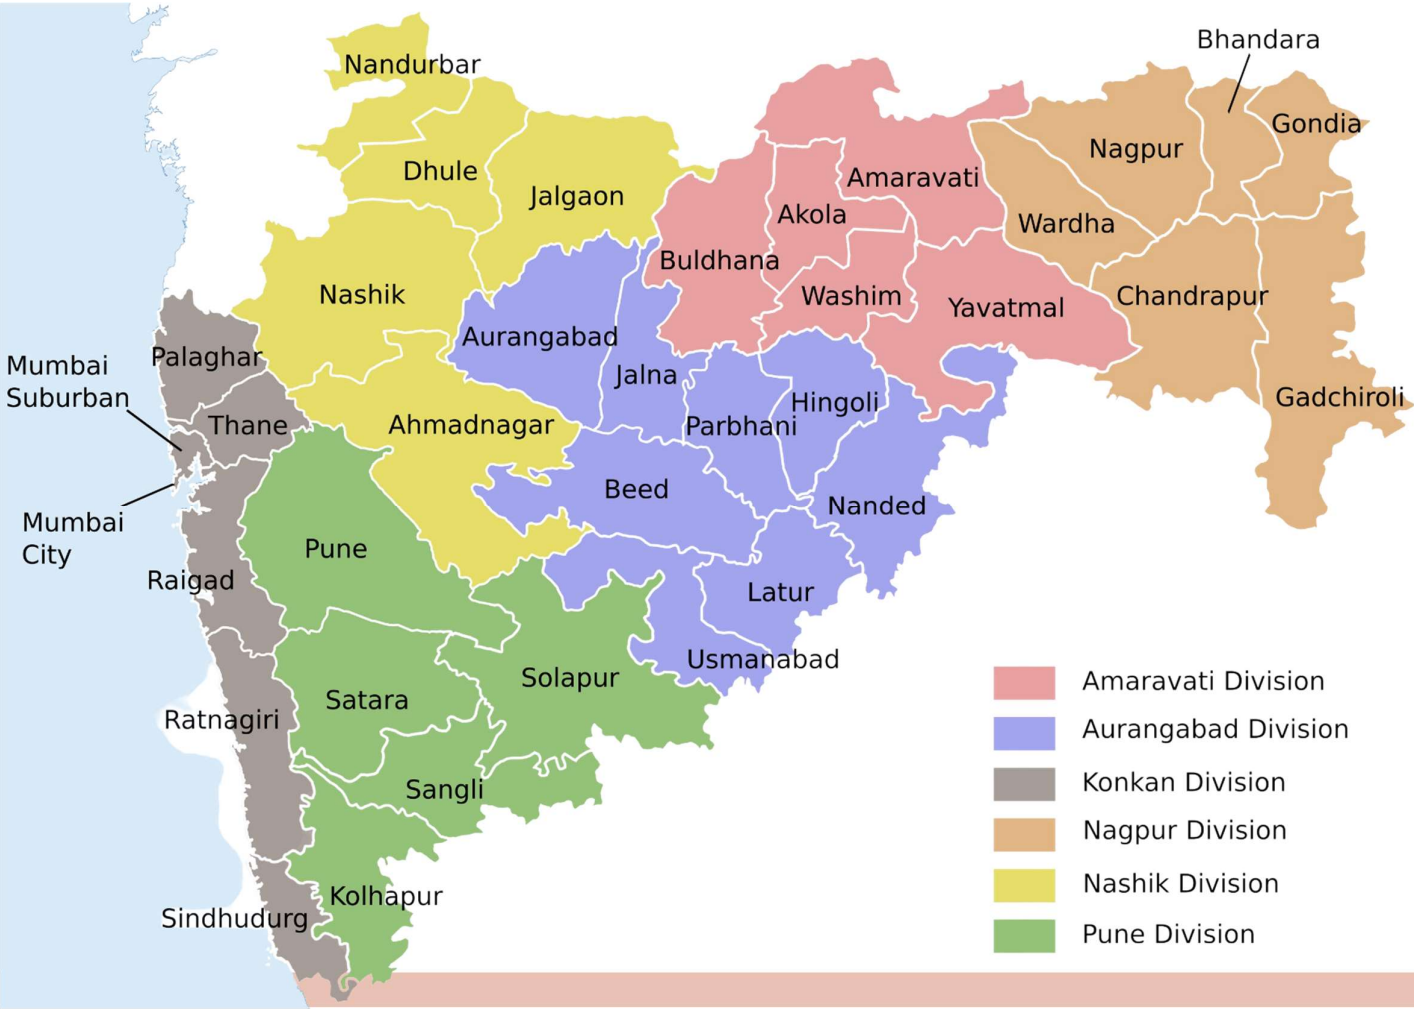 Bhandara
Nandurbar
Gondia
Nagpur
Dhule
Amaravati
Jalgaon
Akola
Wardha
Buldhana
Nashik
Washim
Chandrapur
Yavatmal
Aurangabad
Palaghar
Mumbai
Suburban
Jalna
Gadchiroli
Hingoli
Thane
Ahmadnagar
Parbhani
Beed
Nanded
Mumbai
City
Pune
Raigad
Latur
Usmanabad
Solapur
Satara
Ratnagiri
Sangli
Kolhapur
Sindhudurg
Amaravati Division
Aurangabad Division
Konkan Division
Nagpur Division
Nashik Division
Pune Division